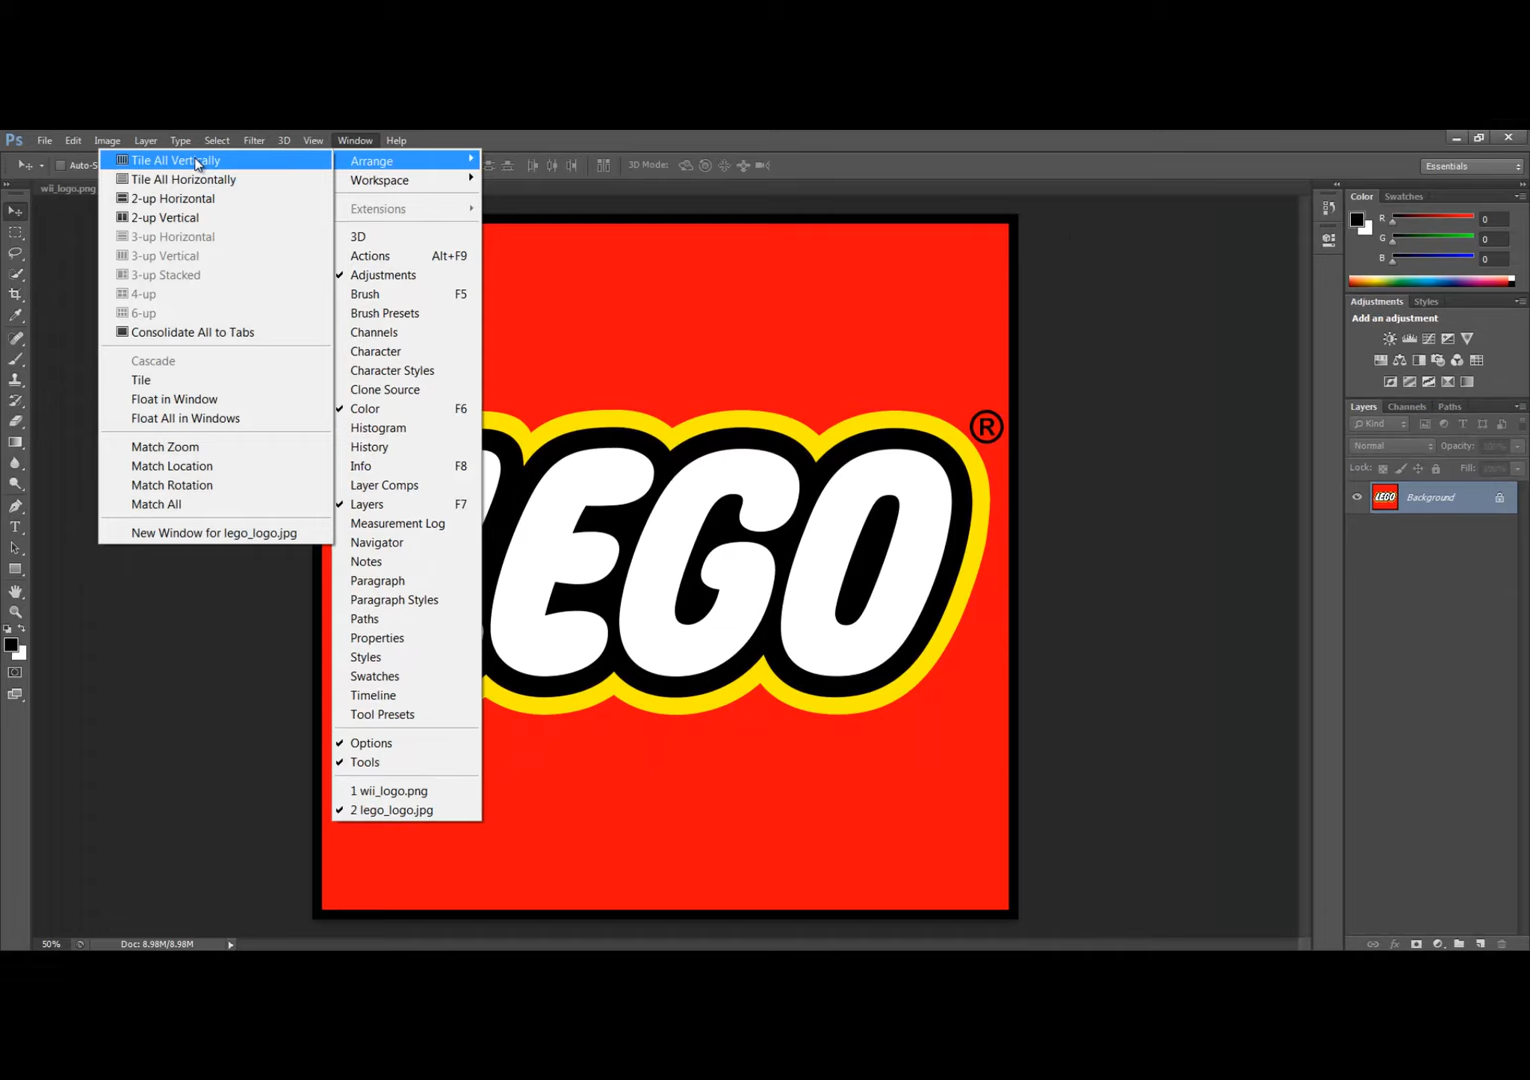 Ps File Edit Image Layer Type Select Filter 3D View Window Help
Auto-S
3D Mode:
Essentials
wii_logo.png
Tile All Vertically
Tile All Horizontally
2-up Horizontal
2-up Vertical
3-up Horizontal
3-up Vertical
3-up Stacked
4-up
6-up
Consolidate All to Tabs
Cascade
Tile
Float in Window
Float All in Windows
Match Zoom
Match Location
Match Rotation
Match All
New Window for lego_logo.jpg
Arrange
Workspace
Extensions
3D
Actions Alt+F9
Adjustments
Brush F5
Brush Presets
Channels
Character
Character Styles
Clone Source
Color F6
Histogram
History
Info F8
Layer Comps
Layers F7
Measurement Log
Navigator
Notes
Paragraph
Paragraph Styles
Paths
Properties
Styles
Swatches
Timeline
Tool Presets
Options
Tools
1 wii_logo.png
2 lego_logo.jpg
EGO ®
Color Swatches
R 0
G 0
B 0
Adjustments Styles
Add an adjustment
Layers Channels Paths
Kind
Normal Opacity: 100%
Lock: Fill: 100%
LEGO Background
50% Doc: 8.98M/8.98M